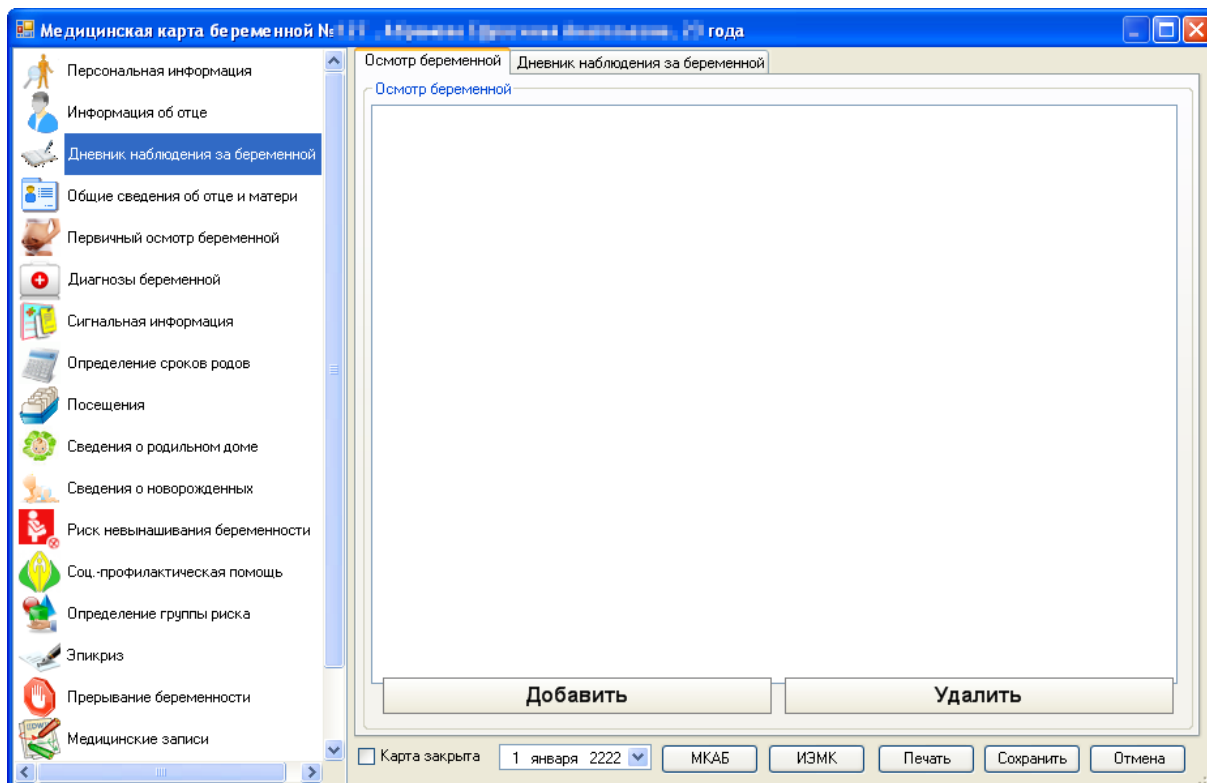 Медицинская карта беременной № года
Персональная информация
Информация об отце
Дневник наблюдения за беременной
Общие сведения об отце и матери
Первичный осмотр беременной
Диагнозы беременной
Сигнальная информация
Определение сроков родов
Посещения
Сведения о родильном доме
Сведения о новорожденных
Риск невынашивания беременности
Соц.-профилактическая помощь
Определение группы риска
Эпикриз
Прерывание беременности
Медицинские записи
Осмотр беременной Дневник наблюдения за беременной
Осмотр беременной
Добавить Удалить
Карта закрыта 1 января 2222 МКАБ ИЭМК Печать Сохранить Отмена